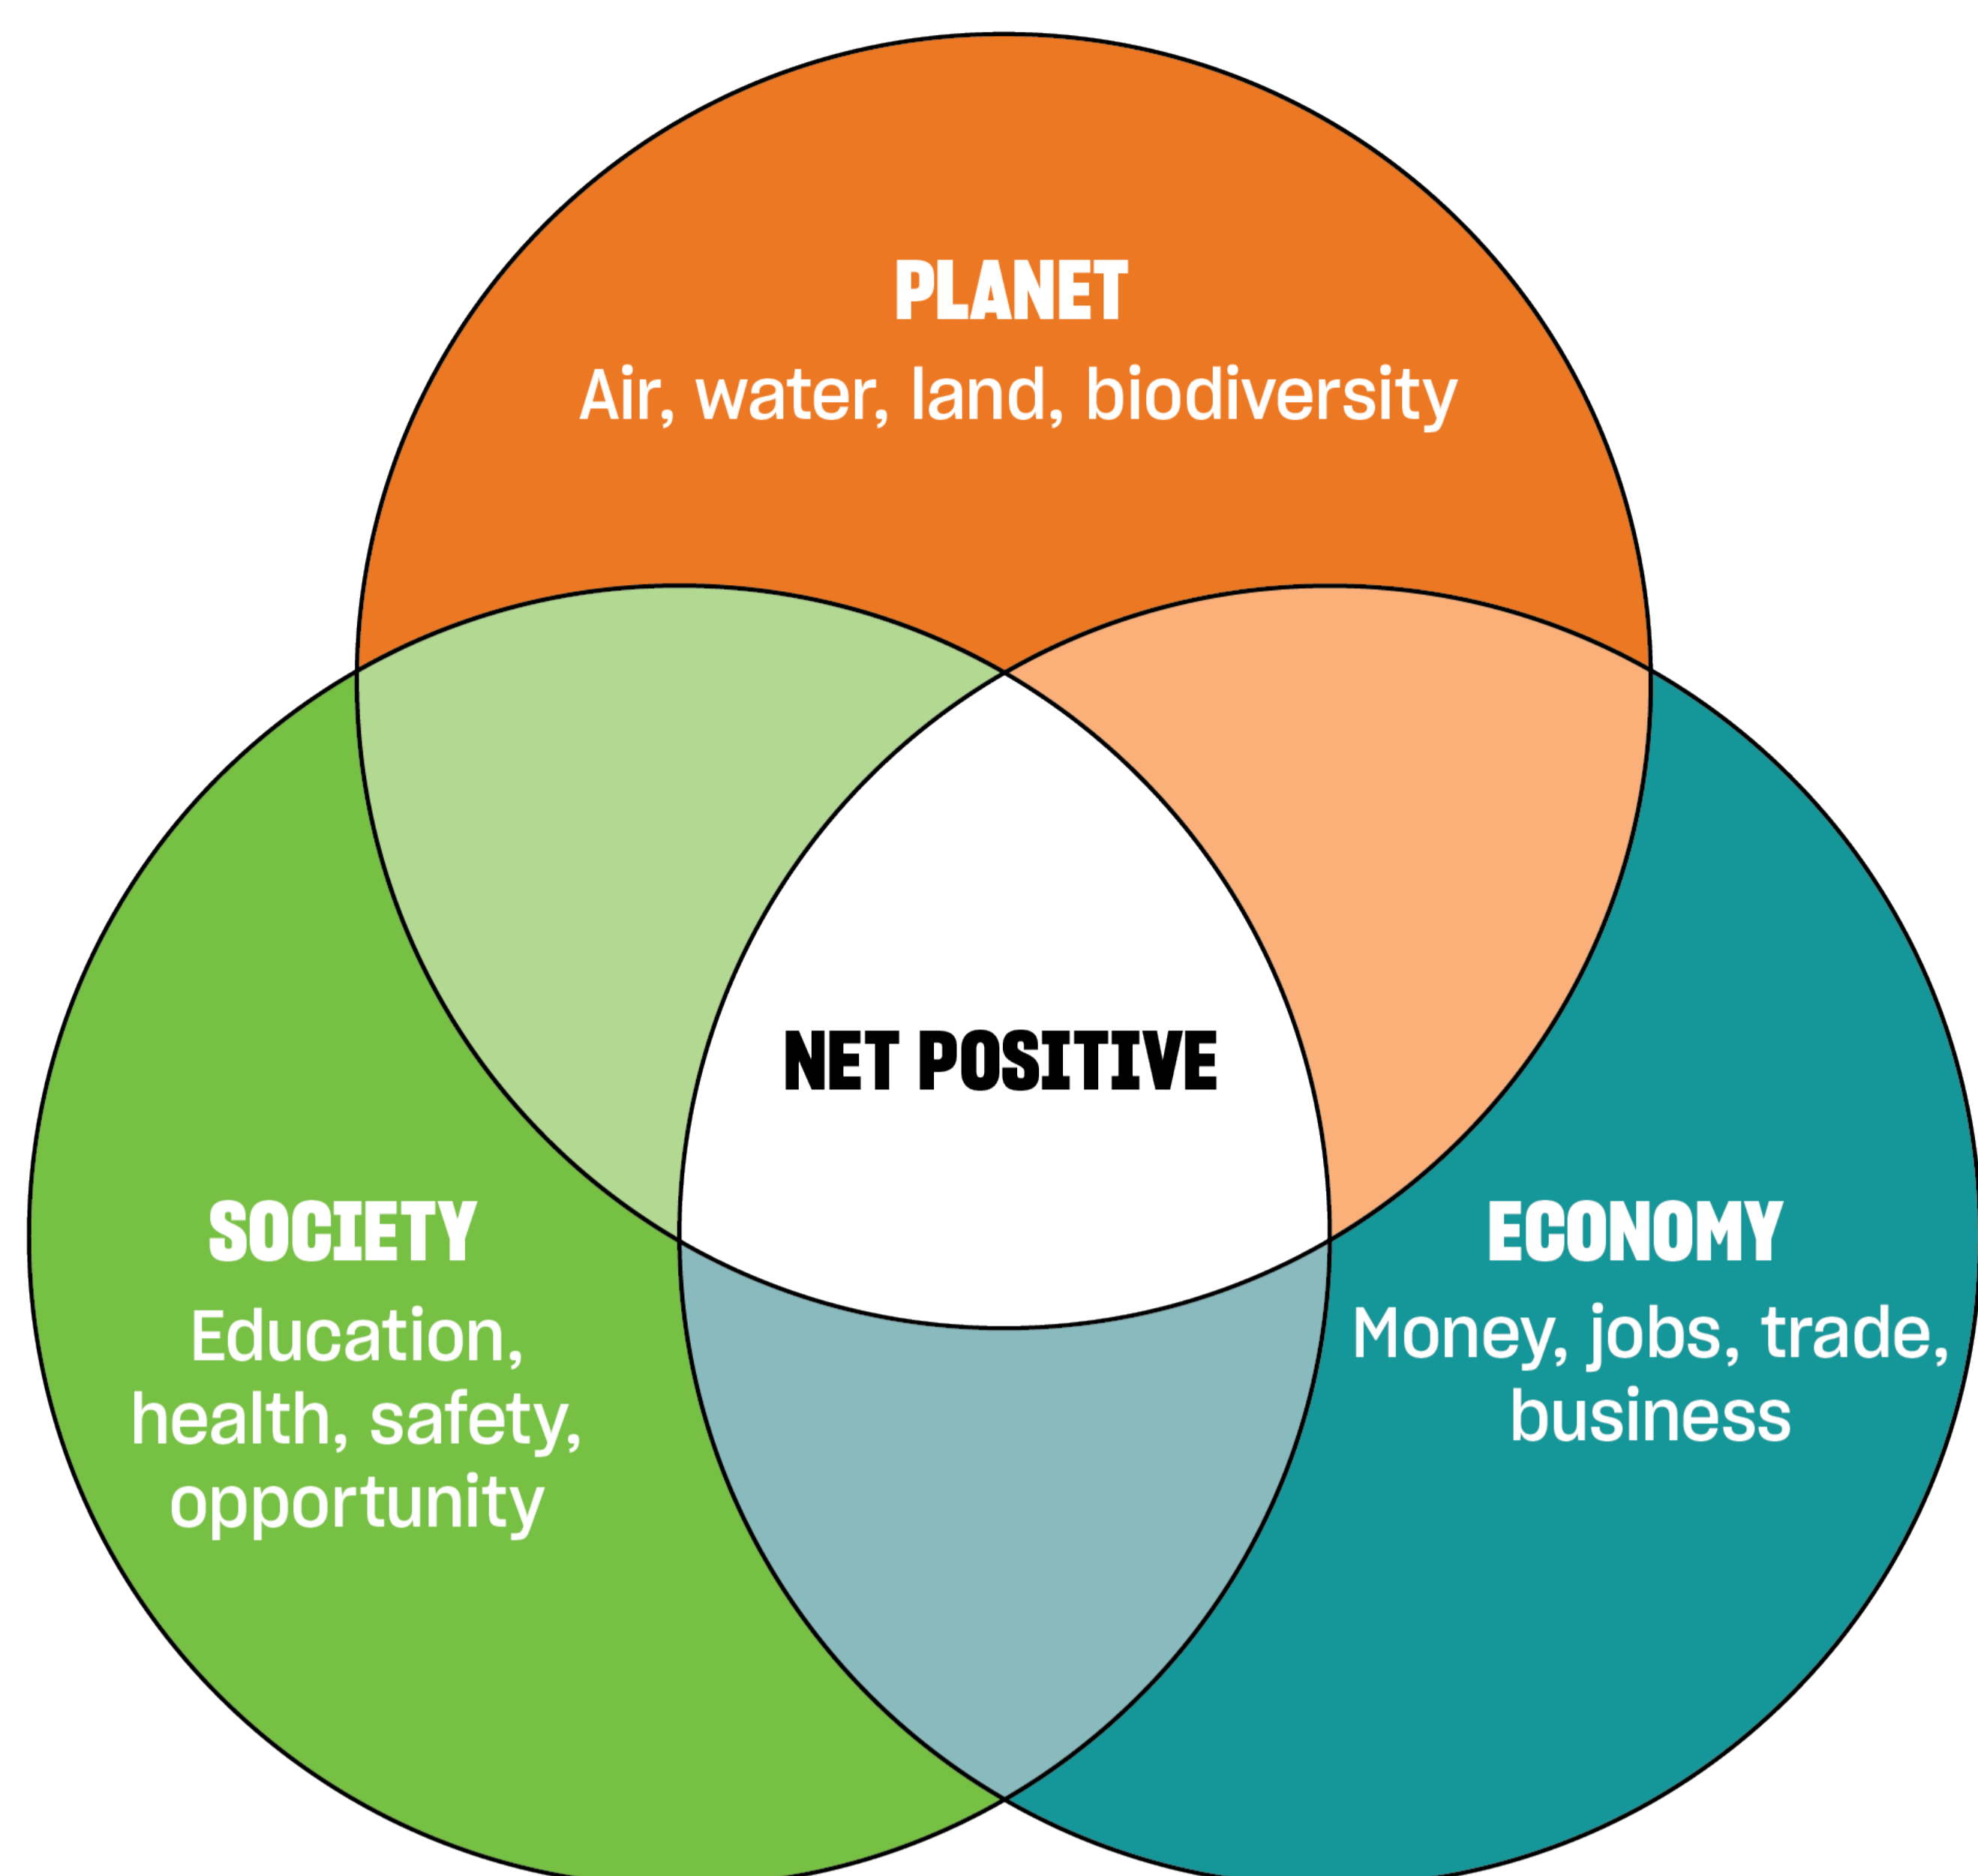 PLANET
Air, water, land, biodiversity
NET POSITIVE
SOCIETY
Education,
health, safety,
opportunity
ECONOMY
Money, jobs, trade,
business